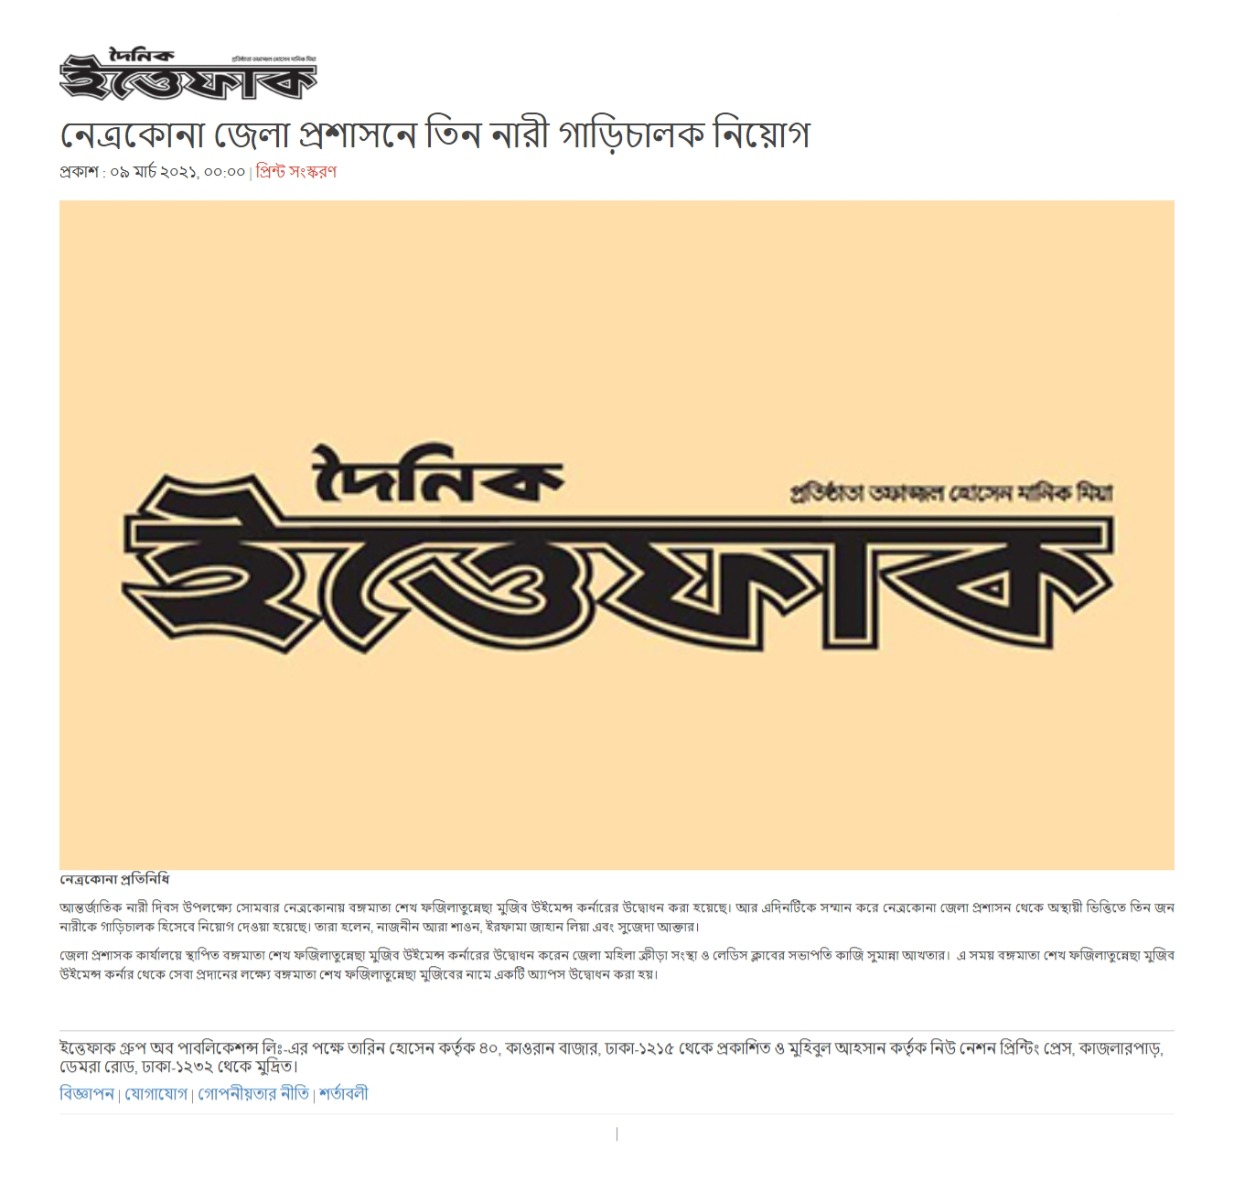 দৈনিক
প্রতিষ্ঠাতা তফাজ্জল হোসেন মানিক মিয়া
ইত্তেফাক
নেত্রকোনা জেলা প্রশাসনে তিন নারী গাড়িচালক নিয়োগ
প্রকাশ : ০৯ মার্চ ২০২১, ০০:০০ | প্রিন্ট সংস্করণ
দৈনিক
প্রতিষ্ঠাতা তফাজ্জল হোসেন মানিক মিয়া
ইত্তেফাক
নেত্রকোনা প্রতিনিধি
আন্তর্জাতিক নারী দিবস উপলক্ষ্যে সোমবার নেত্রকোনায় বঙ্গমাতা শেখ ফজিলাতুন্নেছা মুজিব উইমেন্স কর্নারের উদ্বোধন করা হয়েছে। আর এদিনটিকে সম্মান করে নেত্রকোনা জেলা প্রশাসন থেকে অস্থায়ী ভিত্তিতে তিন জন
নারীকে গাড়িচালক হিসেবে নিয়োগ দেওয়া হয়েছে। তারা হলেন, নাজনীন আরা শাওন, ইরফামা জাহান লিয়া এবং সুজেদা আক্তার।
জেলা প্রশাসক কার্যালয়ে স্থাপিত বঙ্গমাতা শেখ ফজিলাতুন্নেছা মুজিব উইমেন্স কর্নারের উদ্বোধন করেন জেলা মহিলা ক্রীড়া সংস্থা ও লেডিস ক্লাবের সভাপতি কাজি সুমান্না আখতার। এ সময় বঙ্গমাতা শেখ ফজিলাতুন্নেছা মুজিব
উইমেন্স কর্নার থেকে সেবা প্রদানের লক্ষ্যে বঙ্গমাতা শেখ ফজিলাতুন্নেছা মুজিবের নামে একটি অ্যাপস উদ্বোধন করা হয়।
ইত্তেফাক গ্রুপ অব পাবলিকেশন্স লিঃ-এর পক্ষে তারিন হোসেন কর্তৃক ৪০, কাওরান বাজার, ঢাকা-১২১৫ থেকে প্রকাশিত ও মুহিবুল আহসান কর্তৃক নিউ নেশন প্রিন্টিং প্রেস, কাজলারপাড়,
ডেমরা রোড, ঢাকা-১২৩২ থেকে মুদ্রিত।
বিজ্ঞাপন | যোগাযোগ | গোপনীয়তার নীতি | শর্তাবলী
|